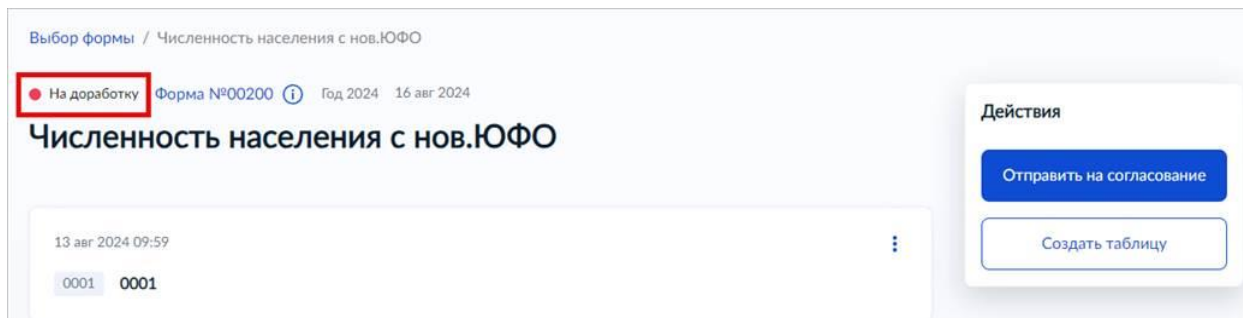 Выбор формы / Численность населения с нов.ЮФО
На доработку Форма №00200 i Год 2024 16 авг 2024
Численность населения с нов.ЮФО
Действия
Отправить на согласование
Создать таблицу
13 авг 2024 09:59
0001 0001